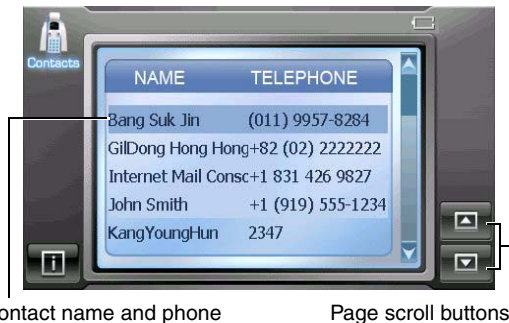 Contacts
NAME TELEPHONE
Bang Suk Jin (011) 9957-8284
GilDong Hong Hong +82 (02) 2222222
Internet Mail Consc +1 831 426 9827
John Smith +1 (919) 555-1234
KangYoungHun 2347
i
ontact name and phone
Page scroll buttons